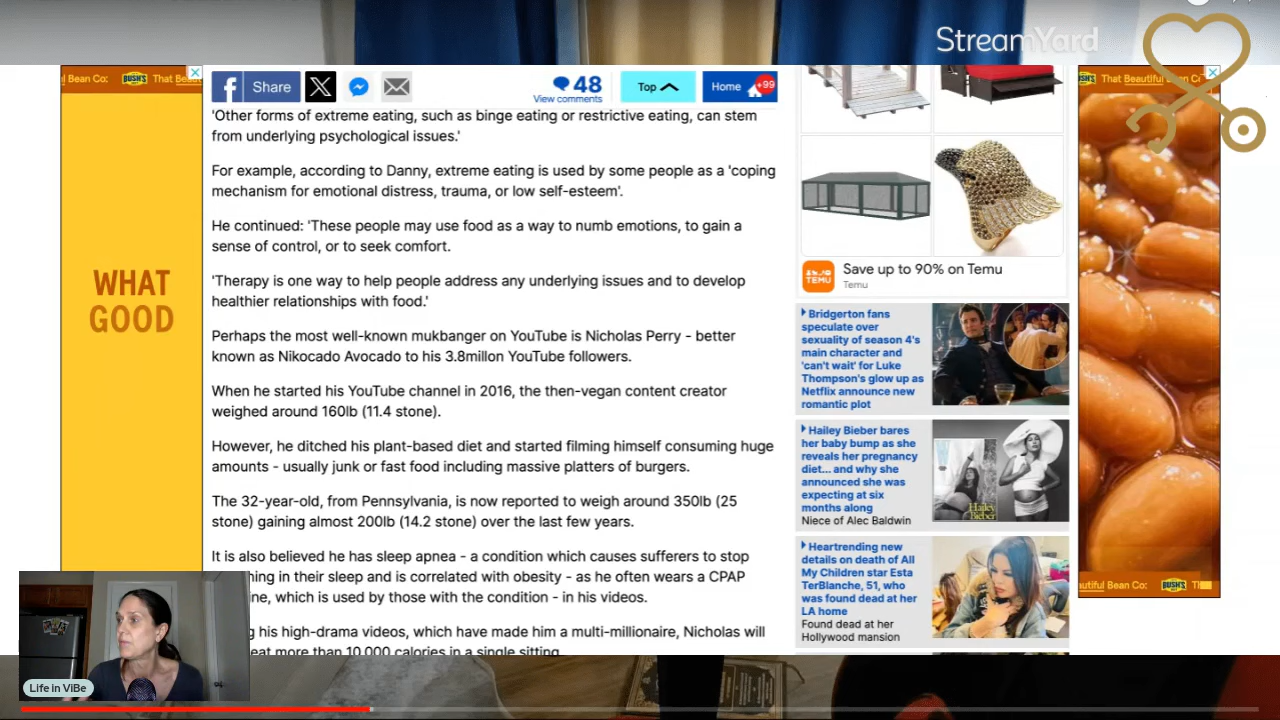 StreamYard
Bean Co:
BUSH'S
That Beaut
WHAT
GOOD
Share
48
View comments
Top
Home
+99
'Other forms of extreme eating, such as binge eating or restrictive eating, can stem
from underlying psychological issues.'
For example, according to Danny, extreme eating is used by some people as a 'coping
mechanism for emotional distress, trauma, or low self-esteem'.
He continued: 'These people may use food as a way to numb emotions, to gain a
sense of control, or to seek comfort.
'Therapy is one way to help people address any underlying issues and to develop
healthier relationships with food.'
Perhaps the most well-known mukbanger on YouTube is Nicholas Perry - better
known as Nikocado Avocado to his 3.8millon YouTube followers.
When he started his YouTube channel in 2016, the then-vegan content creator
weighed around 160lb (11.4 stone).
However, he ditched his plant-based diet and started filming himself consuming huge
amounts - usually junk or fast food including massive platters of burgers.
The 32-year-old, from Pennsylvania, is now reported to weigh around 350lb (25
stone) gaining almost 200lb (14.2 stone) over the last few years.
It is also believed he has sleep apnea - a condition which causes sufferers to stop
hing in their sleep and is correlated with obesity - as he often wears a CPAP
ine, which is used by those with the condition - in his videos.
g his high-drama videos, which have made him a multi-millionaire, Nicholas will
eat more than 10,000 calories in a single sitting.
TEMU
Save up to 90% on Temu
Temu
Bridgerton fans
speculate over
sexuality of season 4's
main character and
'can't wait' for Luke
Thompson's glow up as
Netflix announce new
romantic plot
Hailey Bieber bares
her baby bump as she
reveals her pregnancy
diet... and why she
announced she was
expecting at six
months along
Niece of Alec Baldwin
Hailey
Bieber
Heartrending new
details on death of All
My Children star Esta
TerBlanche, 51, who
was found dead at her
LA home
Found dead at her
Hollywood mansion
That Beautiful Bean Co
utiful Bean Co:
BUSH'S
Th
Life in ViBe